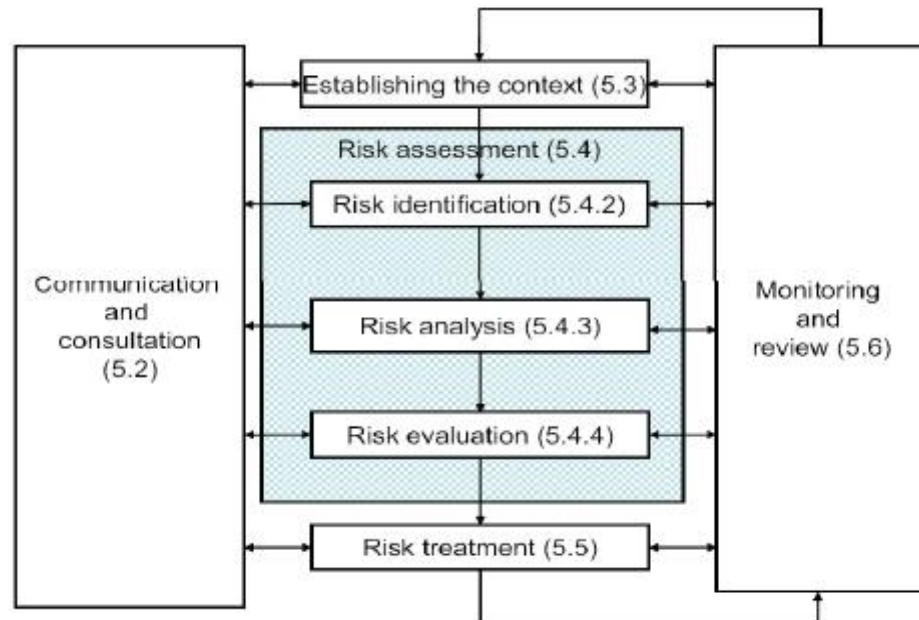 Establishing the context (5.3)
Risk assessment (5.4)
Risk identification (5.4.2)
Risk analysis (5.4.3)
Risk evaluation (5.4.4)
Risk treatment (5.5)
Communication
and
consultation
(5.2)
Monitoring
and
review (5.6)